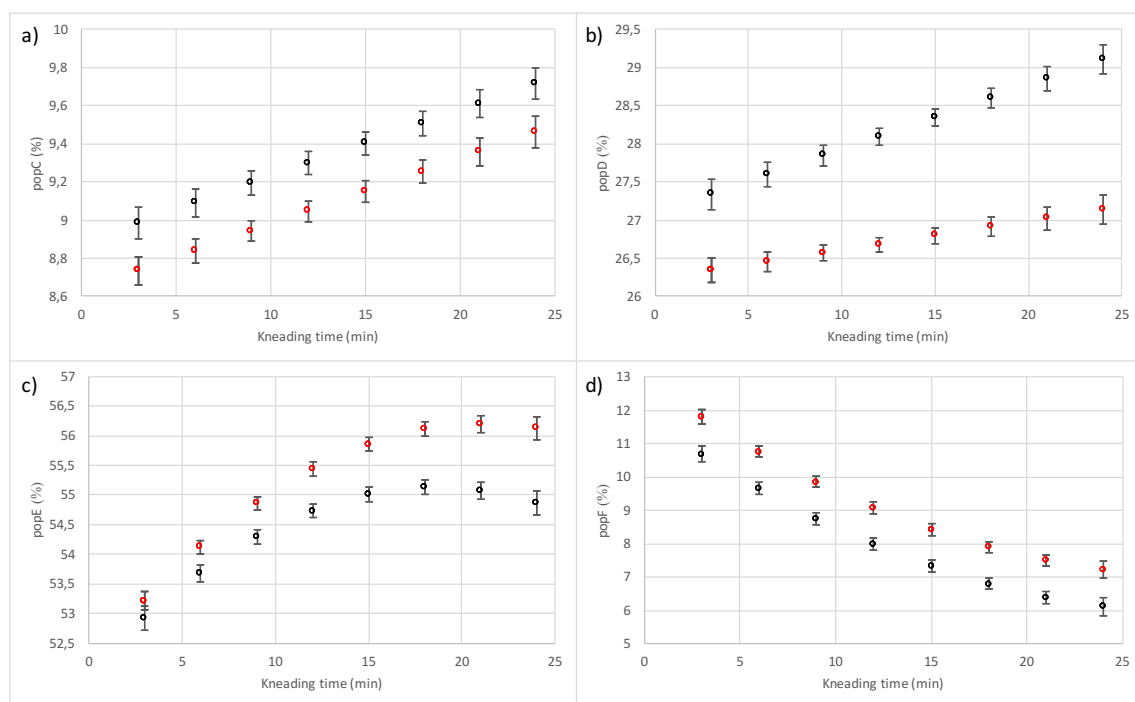 a)
10
9,8
9,6
9,4
9,2
9
8,8
8,6
popC (%)
0 5 10 15 20 25
Kneading time (min)
b)
29,5
29
28,5
28
27,5
27
26,5
26
popD (%)
0 5 10 15 20 25
Kneading time (min)
c)
57
56,5
56
55,5
55
54,5
54
53,5
53
52,5
popE (%)
0 5 10 15 20 25
Kneading time (min)
d)
13
12
11
10
9
8
7
6
5
popF (%)
0 5 10 15 20 25
Kneading time (min)